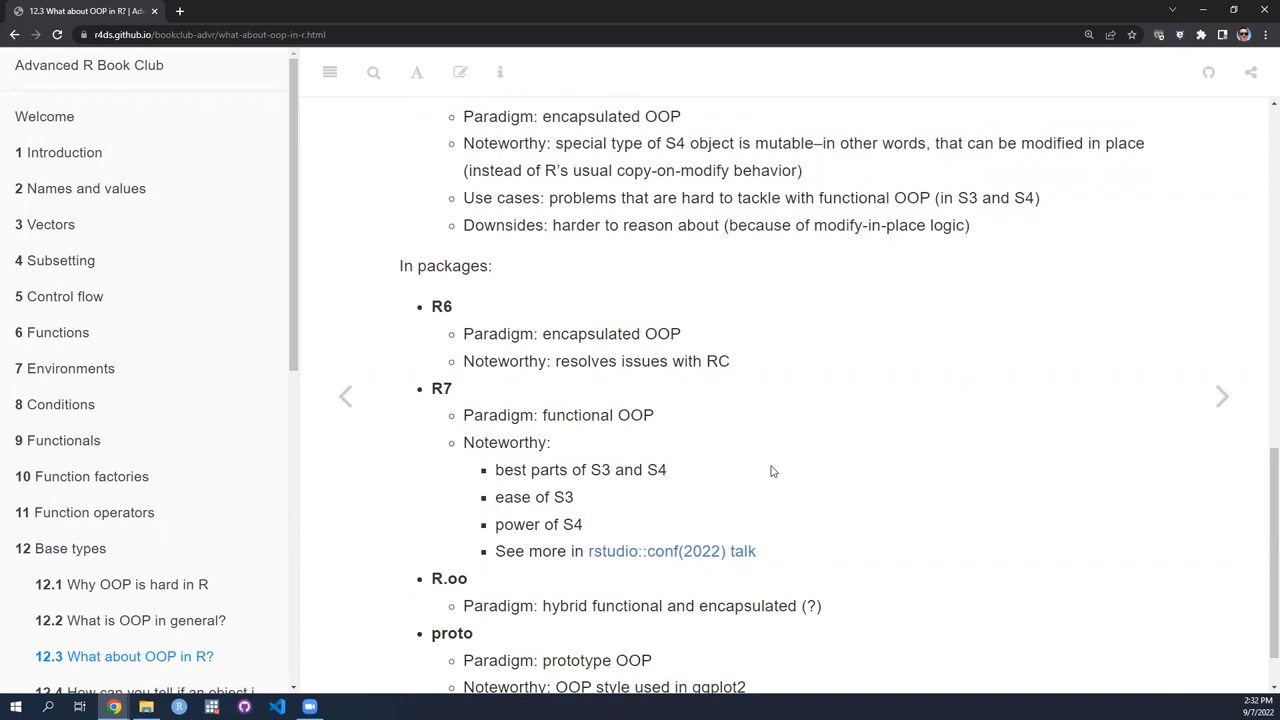 12.3 What about OOP in R? | Adv
r4ds.github.io/bookclub-advr/what-about-oop-in-r.html
Advanced R Book Club
Welcome
1 Introduction
2 Names and values
3 Vectors
4 Subsetting
5 Control flow
6 Functions
7 Environments
8 Conditions
9 Functionals
10 Function factories
11 Function operators
12 Base types
12.1 Why OOP is hard in R
12.2 What is OOP in general?
12.3 What about OOP in R?
12.4 How can you tell if an object i
Paradigm: encapsulated OOP
Noteworthy: special type of S4 object is mutable–in other words, that can be modified in place
(instead of R's usual copy-on-modify behavior)
Use cases: problems that are hard to tackle with functional OOP (in S3 and S4)
Downsides: harder to reason about (because of modify-in-place logic)
In packages:
R6
Paradigm: encapsulated OOP
Noteworthy: resolves issues with RC
R7
Paradigm: functional OOP
Noteworthy:
best parts of S3 and S4
ease of S3
power of S4
See more in rstudio::conf(2022) talk
R.oo
Paradigm: hybrid functional and encapsulated (?)
proto
Paradigm: prototype OOP
Noteworthy: OOP style used in ggplot2
2:32 PM
9/7/2022